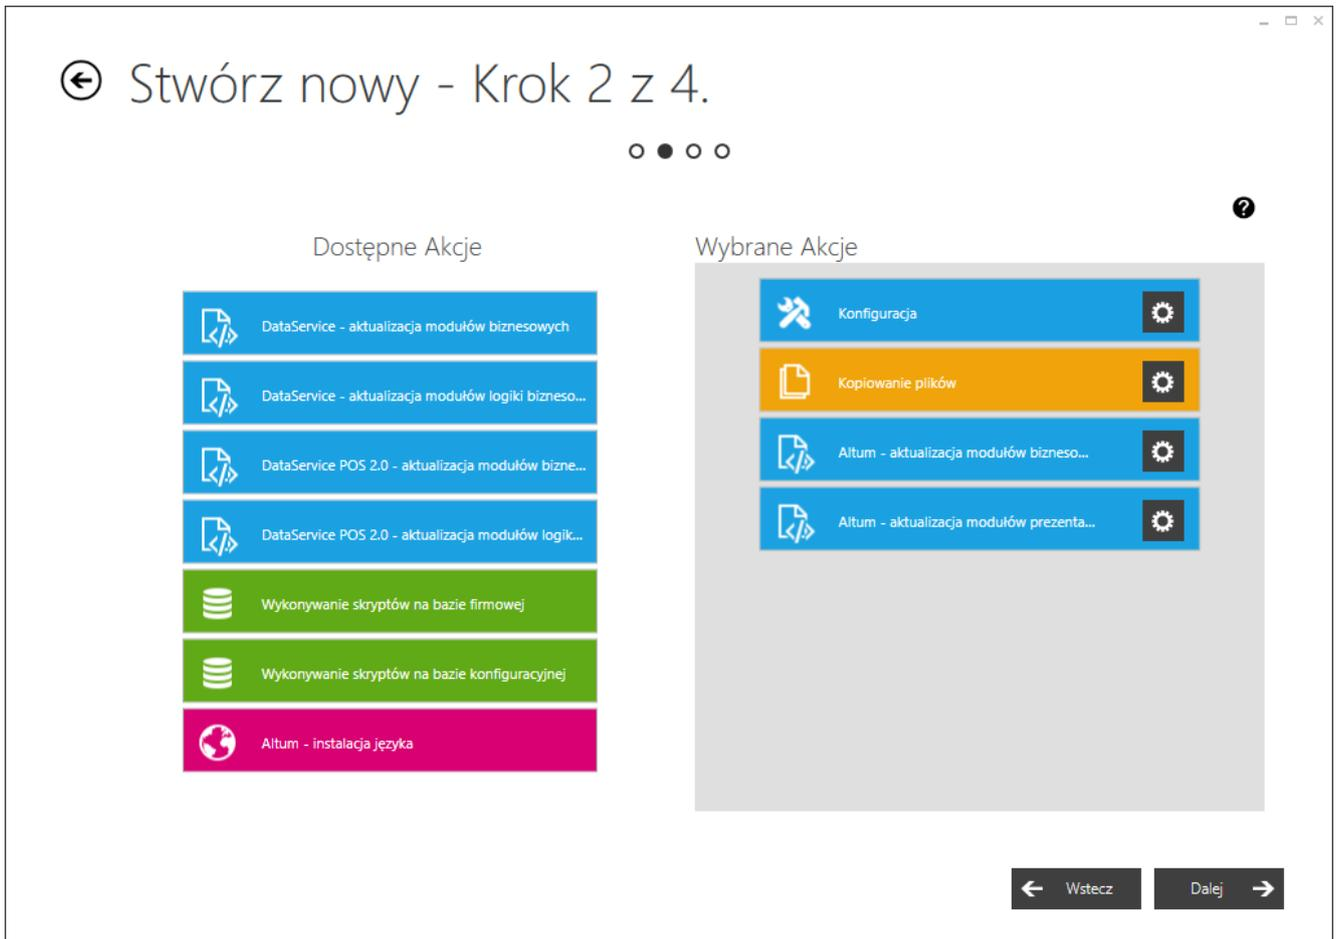 Stwórz nowy - Krok 2 z 4.
Dostępne Akcje
DataService - aktualizacja modułów biznesowych
DataService - aktualizacja modułów logiki bizneso...
DataService POS 2.0 - aktualizacja modułów bizne...
DataService POS 2.0 - aktualizacja modułów logik...
Wykonywanie skryptów na bazie firmowej
Wykonywanie skryptów na bazie konfiguracyjnej
Altum - instalacja języka
Wybrane Akcje
Konfiguracja
Kopiowanie plików
Altum - aktualizacja modułów bizneso...
Altum - aktualizacja modułów prezenta...
Wstecz
Dalej